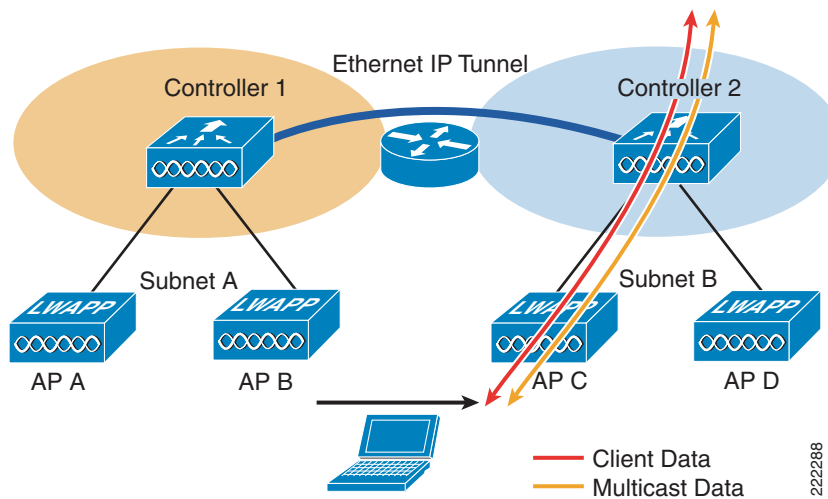 Ethernet IP Tunnel
Controller 1
Controller 2
Subnet A
Subnet B
LWAPP
LWAPP
LWAPP
LWAPP
AP A
AP B
AP C
AP D
Client Data
Multicast Data
222288